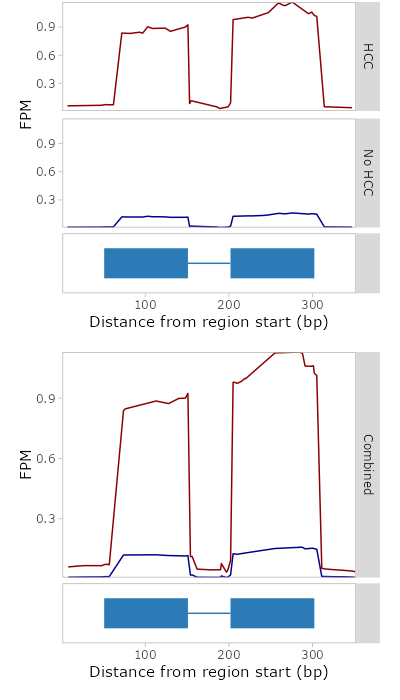 0.9
0.6
0.3
HCC
FPM
0.9
0.6
0.3
No HCC
100
200
300
Distance from region start (bp)
0.9
0.6
0.3
FPM
Combined
100
200
300
Distance from region start (bp)